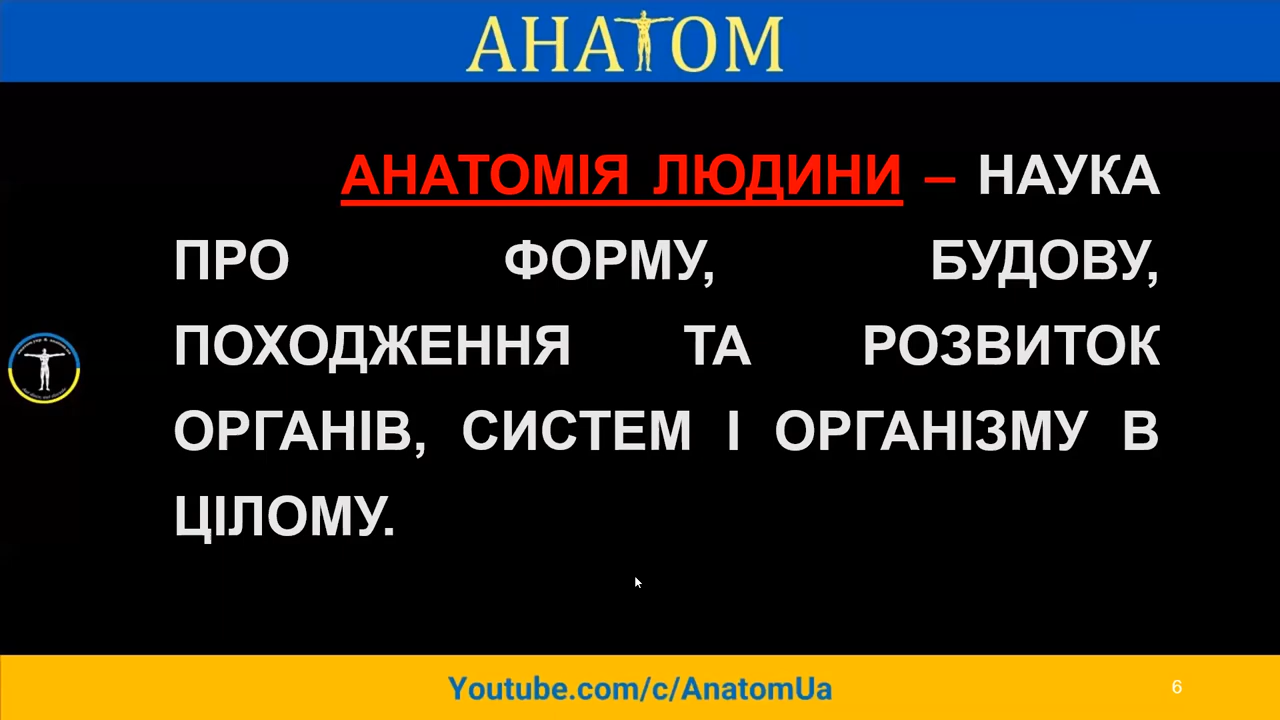 АНАТОМ
АНАТОМІЯ ЛЮДИНИ – НАУКА
ПРО ФОРМУ, БУДОВУ,
ПОХОДЖЕННЯ ТА РОЗВИТОК
ОРГАНІВ, СИСТЕМ І ОРГАНІЗМУ В
ЦІЛОМУ.
Youtube.com/c/AnatomUa
6